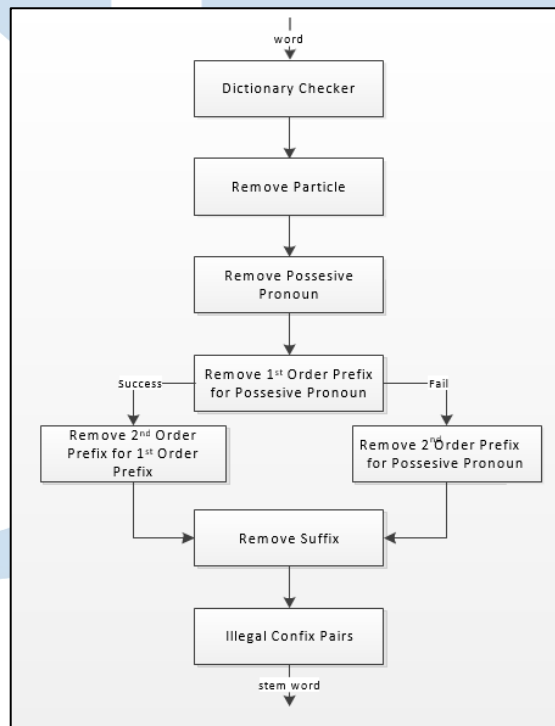 word
Dictionary Checker
Remove Particle
Remove Possesive
Pronoun
Remove 1st Order Prefix
for Possesive Pronoun
Success
Fail
Remove 2nd Order
Prefix for 1st Order
Prefix
Remove 2nd Order Prefix
for Possesive Pronoun
Remove Suffix
Illegal Confix Pairs
stem word